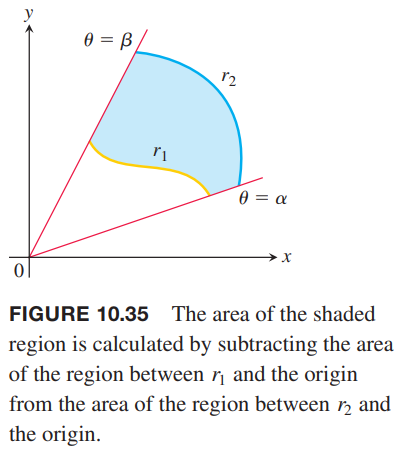 y
θ = β
r₂
r₁
θ = α
x
0
FIGURE 10.35 The area of the shaded
region is calculated by subtracting the area
of the region between r₁ and the origin
from the area of the region between r₂ and
the origin.